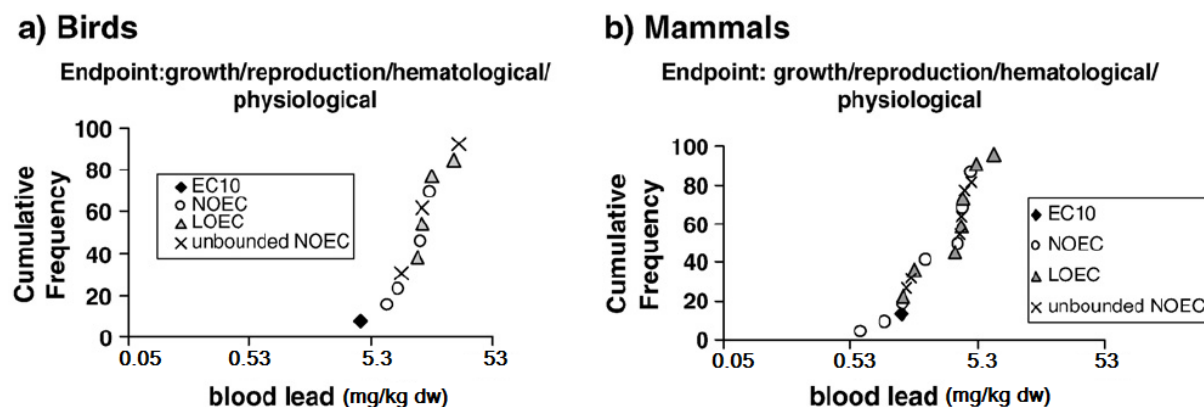 a) Birds
Endpoint:growth/reproduction/hematological/
physiological
Cumulative
Frequency
100
80
60
40
20
0
EC10
NOEC
LOEC
unbounded NOEC
0.05
0.53
5.3
53
blood lead (mg/kg dw)
b) Mammals
Endpoint: growth/reproduction/hematological/
physiological
Cumulative
Frequency
100
80
60
40
20
0
EC10
NOEC
LOEC
unbounded NOEC
0.05
0.53
5.3
53
blood lead (mg/kg dw)